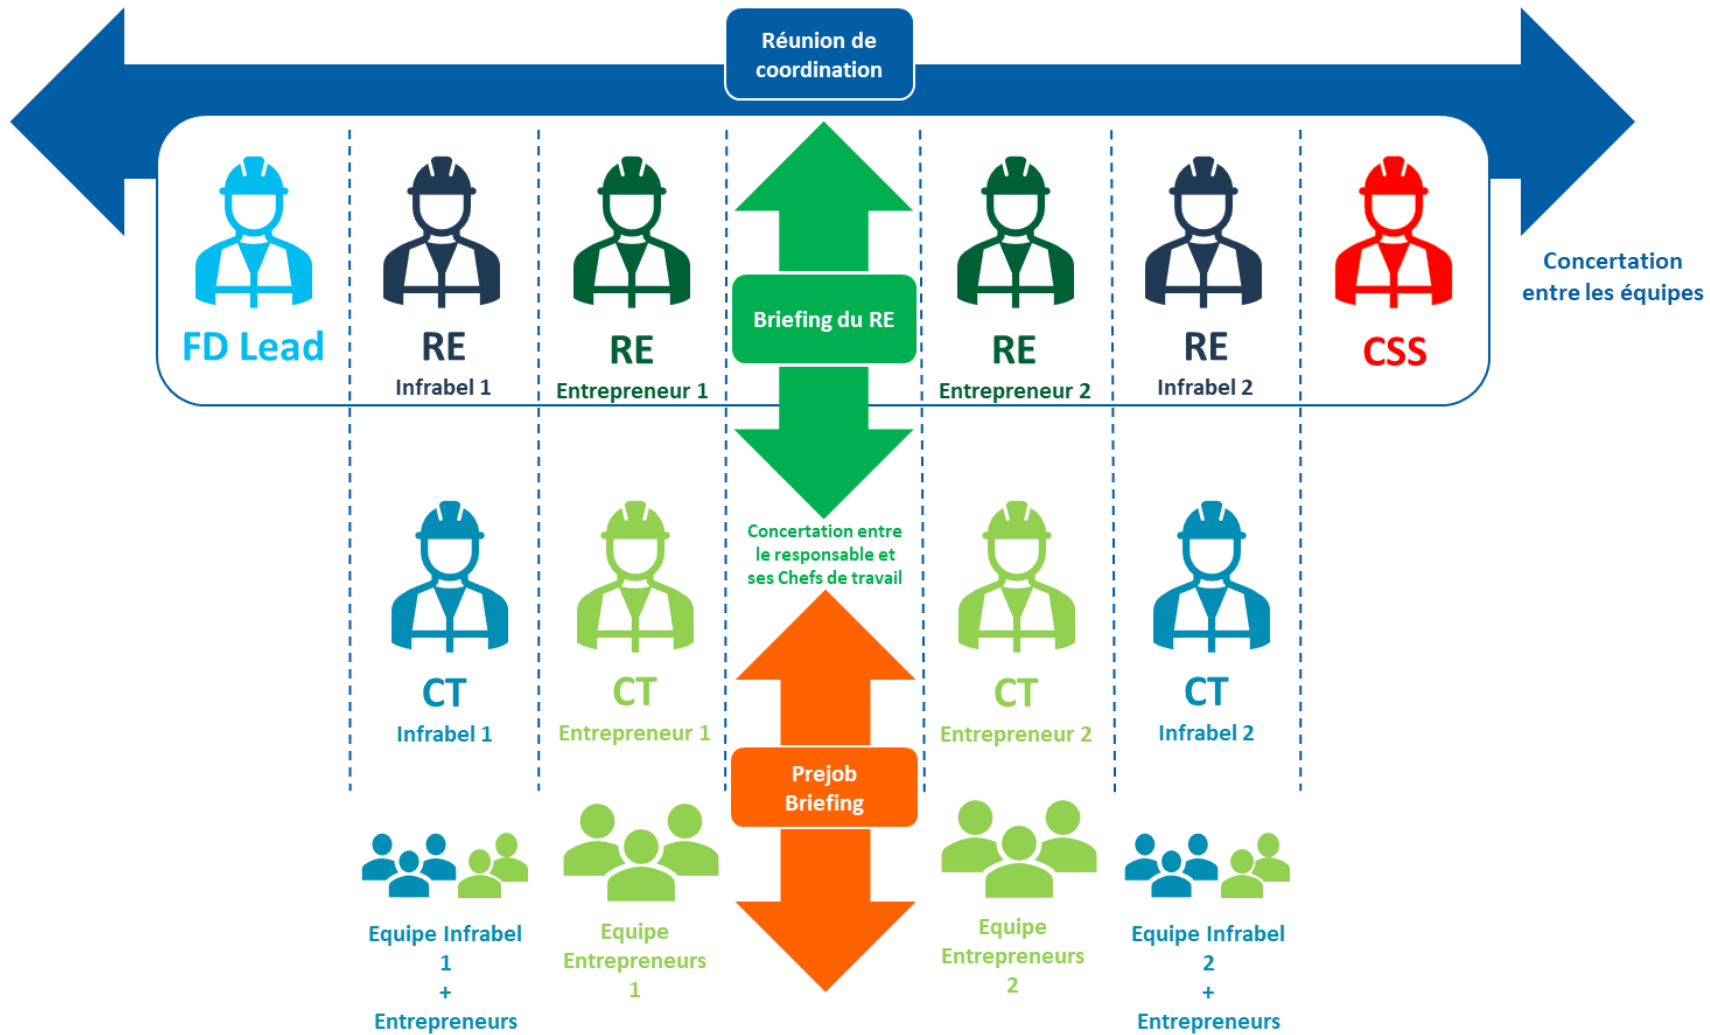 Réunion de
coordination
FD Lead
RE
Infrabel 1
RE
Entrepreneur 1
Briefing du RE
RE
Entrepreneur 2
RE
Infrabel 2
CSS
Concertation
entre les équipes
CT
Infrabel 1
CT
Entrepreneur 1
Concertation entre
le responsable et
ses Chefs de travail
CT
Entrepreneur 2
CT
Infrabel 2
Prejob
Briefing
Equipe Infrabel
1
+
Entrepreneurs
Equipe
Entrepreneurs
1
Equipe
Entrepreneurs
2
Equipe Infrabel
2
+
Entrepreneurs